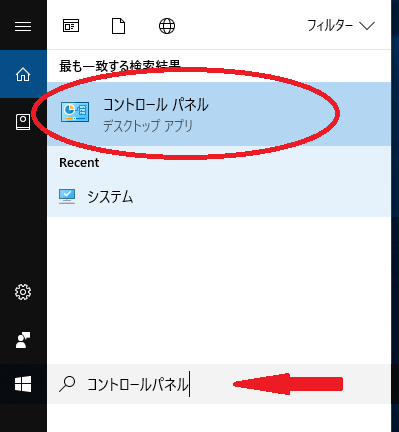 フィルター
最も一致する検索結果
コントロール パネル
デスクトップ アプリ
Recent
システム
コントロールパネル